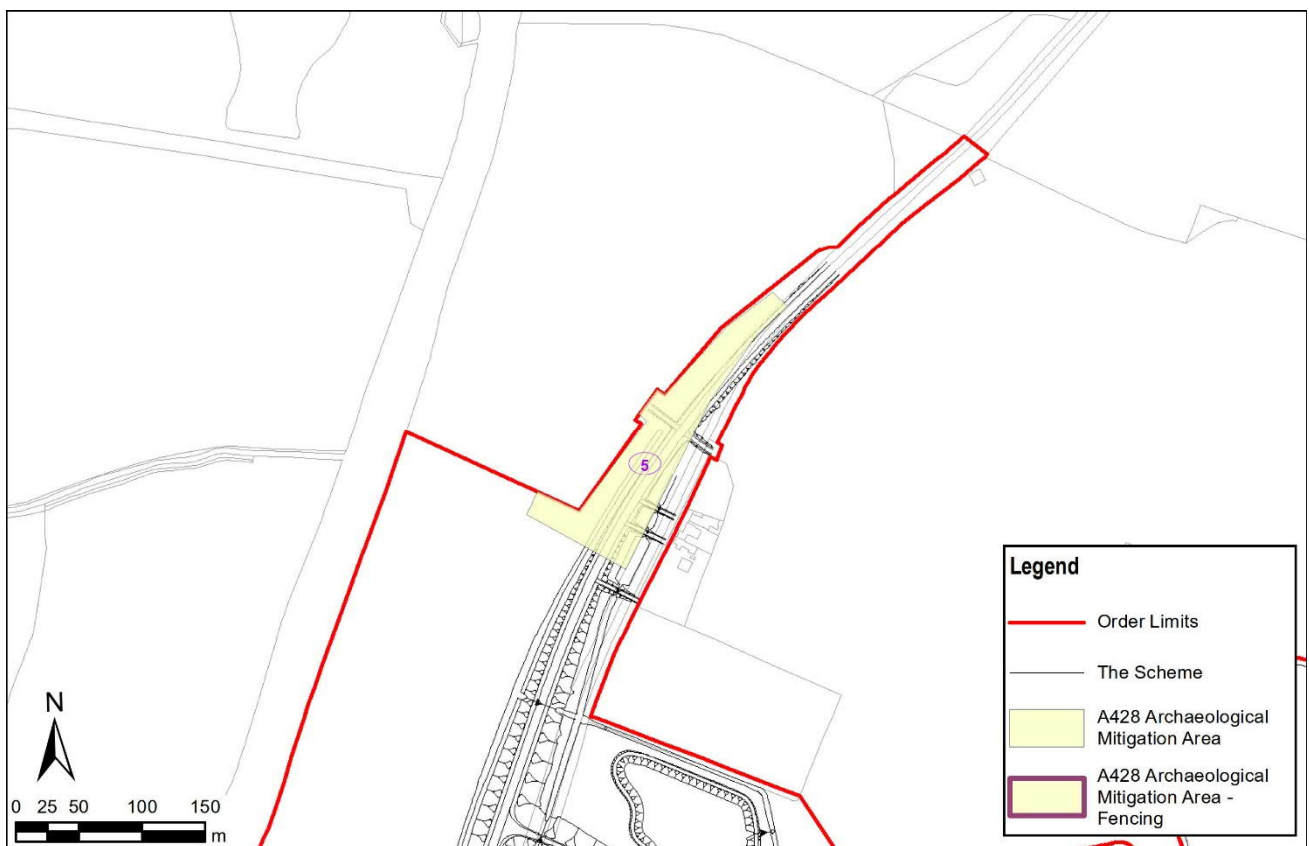 5
Legend
Order Limits
The Scheme
A428 Archaeological
Mitigation Area
A428 Archaeological
Mitigation Area -
Fencing
N
0 25 50 100 150
m